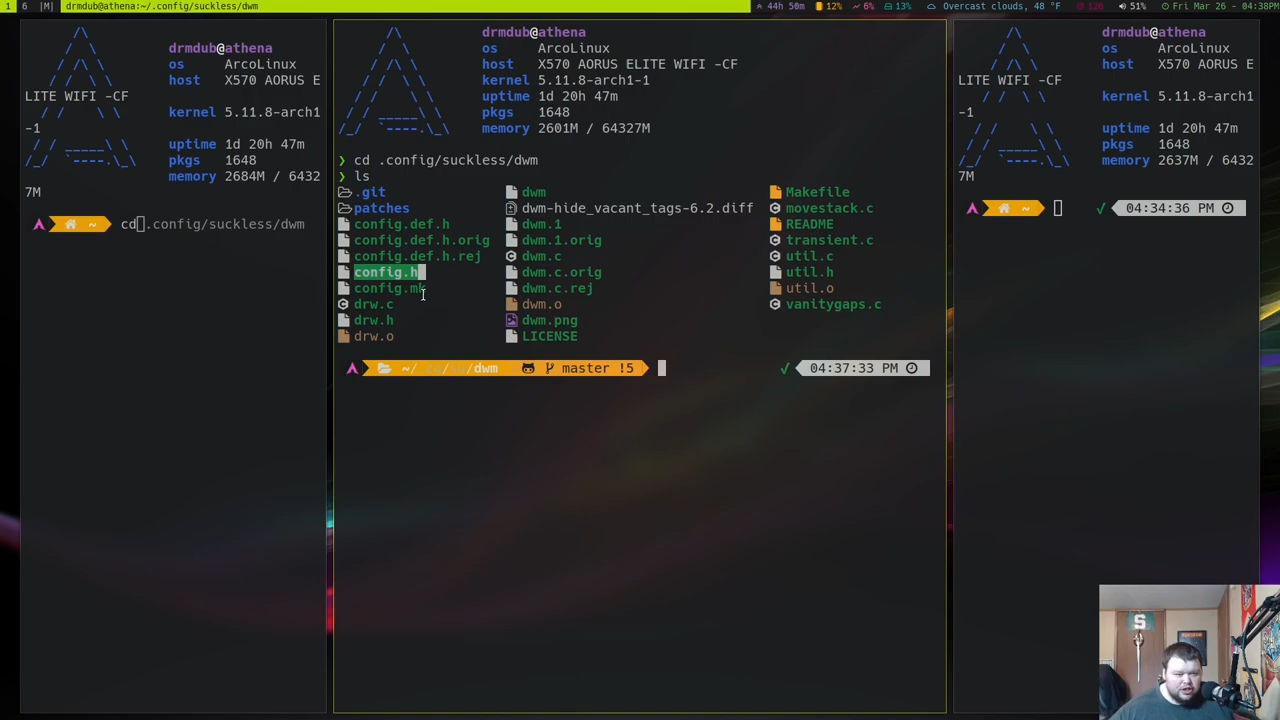 1 6 |M| drmdub@athena:~/.config/suckless/dwm 44h 50m 12% 6% 13% Overcast clouds, 48 °F 126 51% Fri Mar 26 - 04:38PM
drmdub@athena
os ArcoLinux
host X570 AORUS E
LITE WIFI -CF
kernel 5.11.8-arch1
-1
uptime 1d 20h 47m
pkgs 1648
memory 2684M / 6432
7M
~ cd .config/suckless/dwm
drmdub@athena
os ArcoLinux
host X570 AORUS ELITE WIFI -CF
kernel 5.11.8-arch1-1
uptime 1d 20h 47m
pkgs 1648
memory 2601M / 64327M
❯ cd .config/suckless/dwm
❯ ls
.git dwm Makefile
patches dwm-hide_vacant_tags-6.2.diff movestack.c
config.def.h dwm.1 README
config.def.h.orig dwm.1.orig transient.c
config.def.h.rej dwm.c util.c
config.h dwm.c.orig util.h
config.mk dwm.c.rej util.o
drw.c dwm.o vanitygaps.c
drw.h dwm.png
drw.o LICENSE
~/.co/su/dwm master !5 ✓ 04:37:33 PM
drmdub@athena
os ArcoLinux
host X570 AORUS E
LITE WIFI -CF
kernel 5.11.8-arch1
-1
uptime 1d 20h 47m
pkgs 1648
memory 2637M / 6432
7M
~ ✓ 04:34:36 PM
S